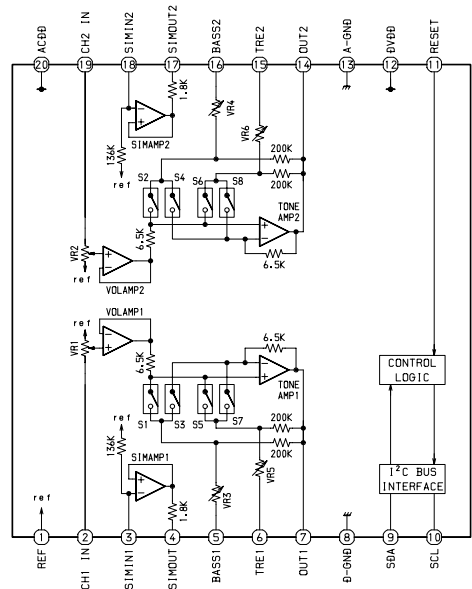 ACDD
CH2 IN
SIMIN2
SIMOUT2
BASS2
TRE2
OUT2
A-GND
DVDD
RESET
20
19
18
17
16
15
14
13
12
11
1.8K
VR4
SIMAMP2
VR6
136K
200K
ref
200K
S2
S4
S6
S8
TONE
AMP2
6.5K
VR2
6.5K
ref
VOLAMP2
VOLAMP1
ref
6.5K
VR1
6.5K
CONTROL
LOGIC
TONE
AMP1
S1
S3
S5
S7
ref
200K
136K
SIMAMP1
200K
I²C BUS
INTERFACE
ref
1.8K
VR3
VR5
1
2
3
4
5
6
7
8
9
10
REF
CH1 IN
SIMIN1
SIMOUT
BASS1
TRE1
OUT1
D-GND
SDA
SCL